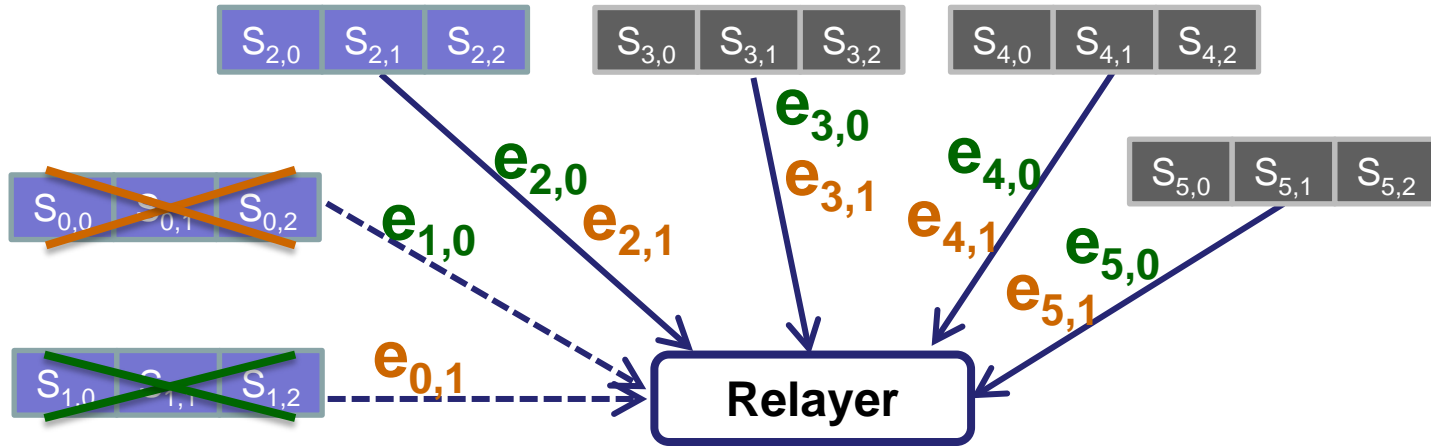 S2,0 S2,1 S2,2
S3,0 S3,1 S3,2
S4,0 S4,1 S4,2
e3,0
e2,0
e4,0
S5,0 S5,1 S5,2
e3,1
S0,0 S0,1 S0,2
e1,0
e2,1
e4,1
e5,0
e5,1
S1,0 S1,1 S1,2
e0,1
Relayer